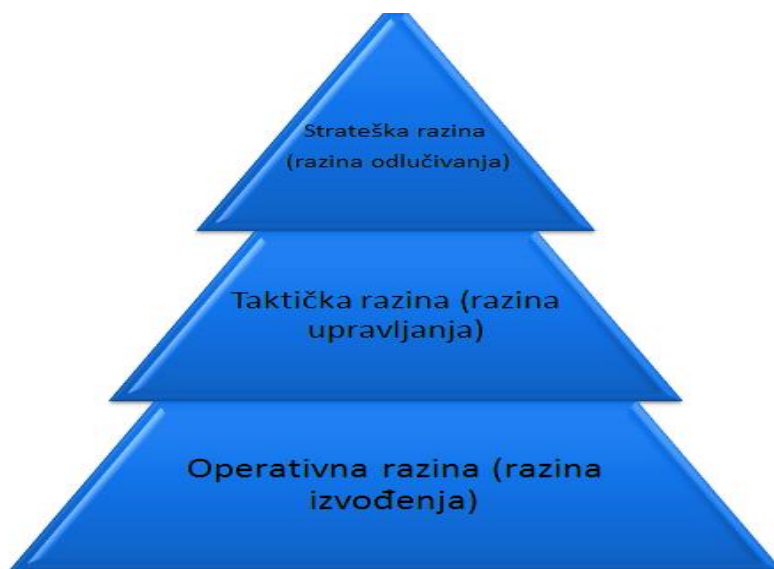 Strateška razina
(razina odlučivanja)
Taktička razina (razina
upravljanja)
Operativna razina (razina
izvođenja)